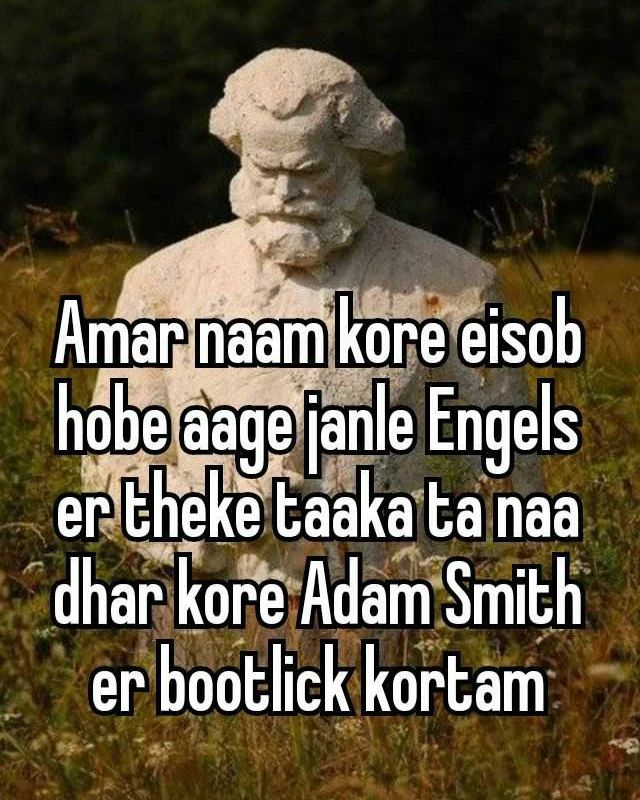 Amar naam kore eisob
hobe aage janle Engels
er theke taaka ta naa
dhar kore Adam Smith
er bootlick kortam